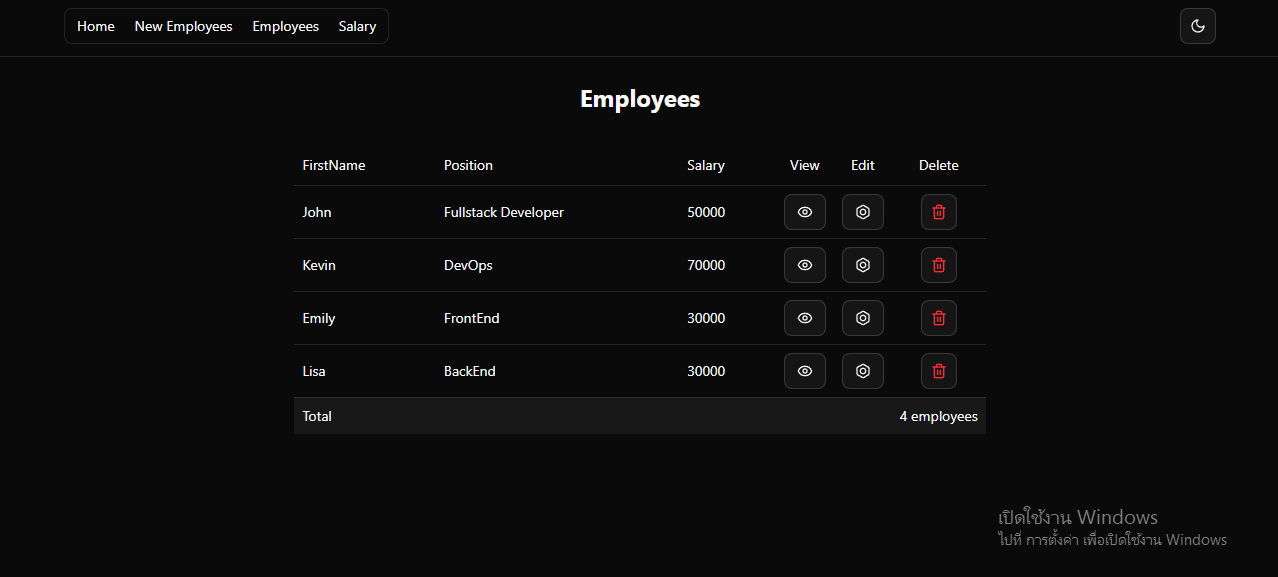 Home New Employees Employees Salary
Employees
FirstName Position Salary View Edit Delete
John Fullstack Developer 50000
Kevin DevOps 70000
Emily FrontEnd 30000
Lisa BackEnd 30000
Total 4 employees
เปิดใช้งาน Windows
ไปที่ การตั้งค่า เพื่อเปิดใช้งาน Windows